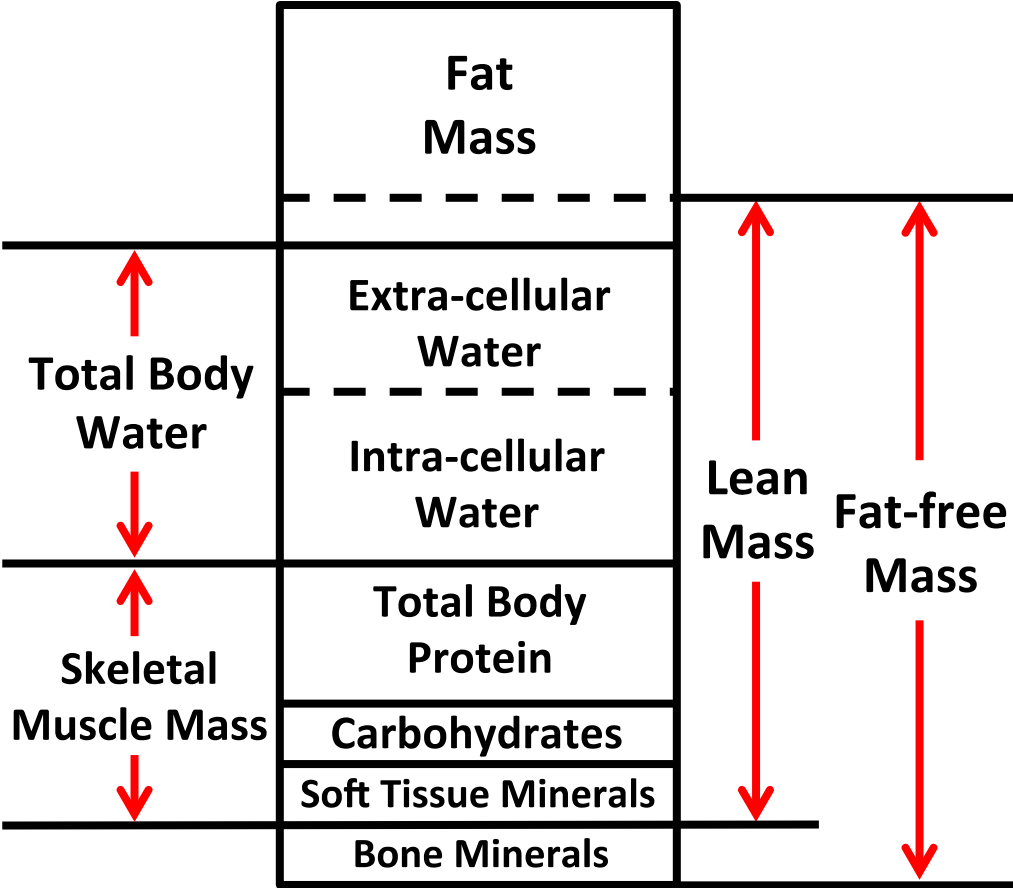 Fat
Mass
Extra-cellular
Water
Total Body
Water
Intra-cellular
Water
Lean
Mass
Fat-free
Mass
Total Body
Protein
Skeletal
Muscle Mass
Carbohydrates
Soft Tissue Minerals
Bone Minerals